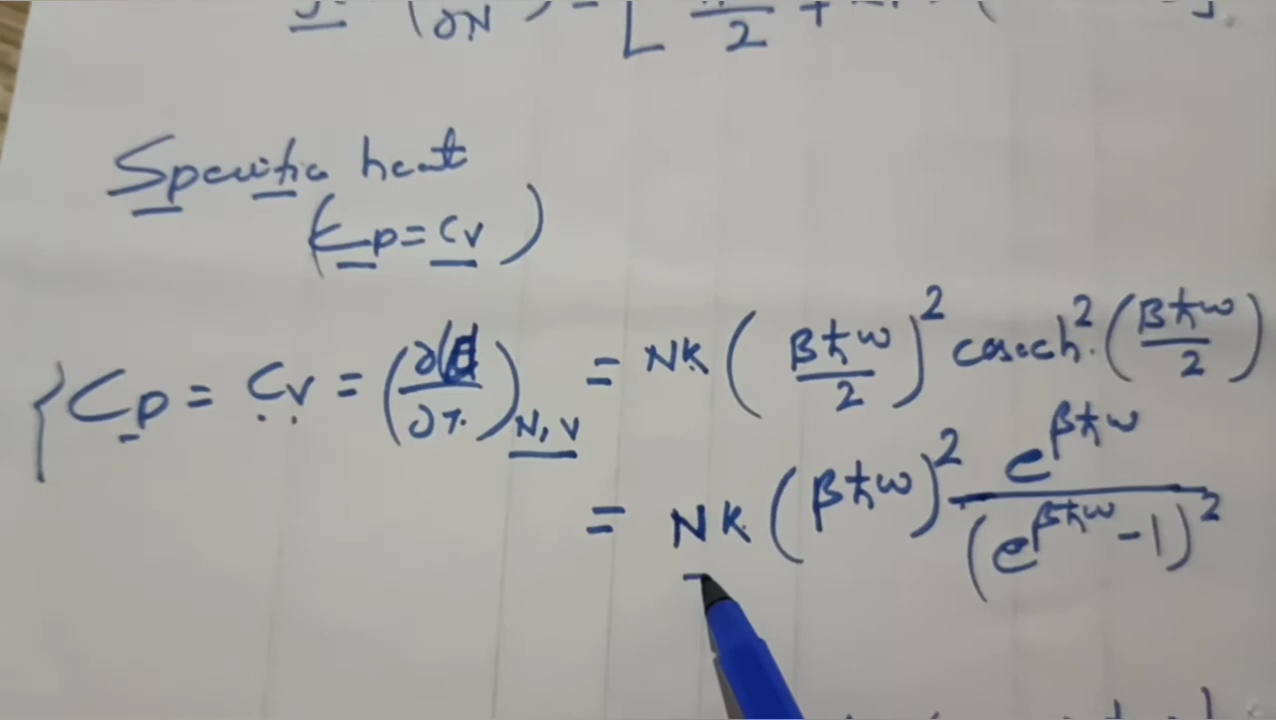 (∂N) = [ /2 +
Specific heat
(Cp = Cv)
{Cp = Cv = (∂U/∂T)N,V = NK (βħω/2)² cosech² (βħω/2)
= NK (βħω)² e^βħω/(e^βħω - 1)²